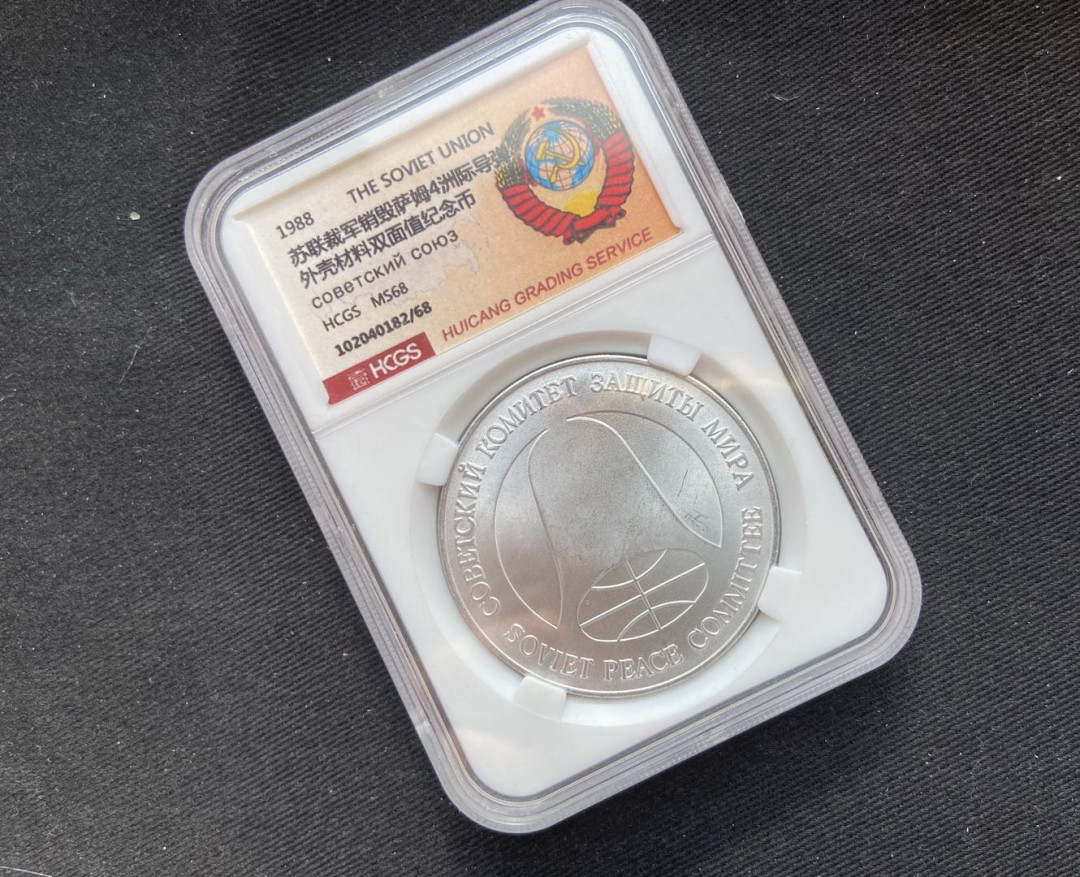 1988 THE SOVIET UNION
苏联裁军销毁萨姆4洲际导弹
外壳材料双面值纪念币
советский союз
HCGS MS68
102040182/68
HCGS HUICANG GRADING SERVICE
СОВЕТСКИЙ КОМИТЕТ ЗАЩИТЫ МИРА
SOVIET PEACE COMMITTEE